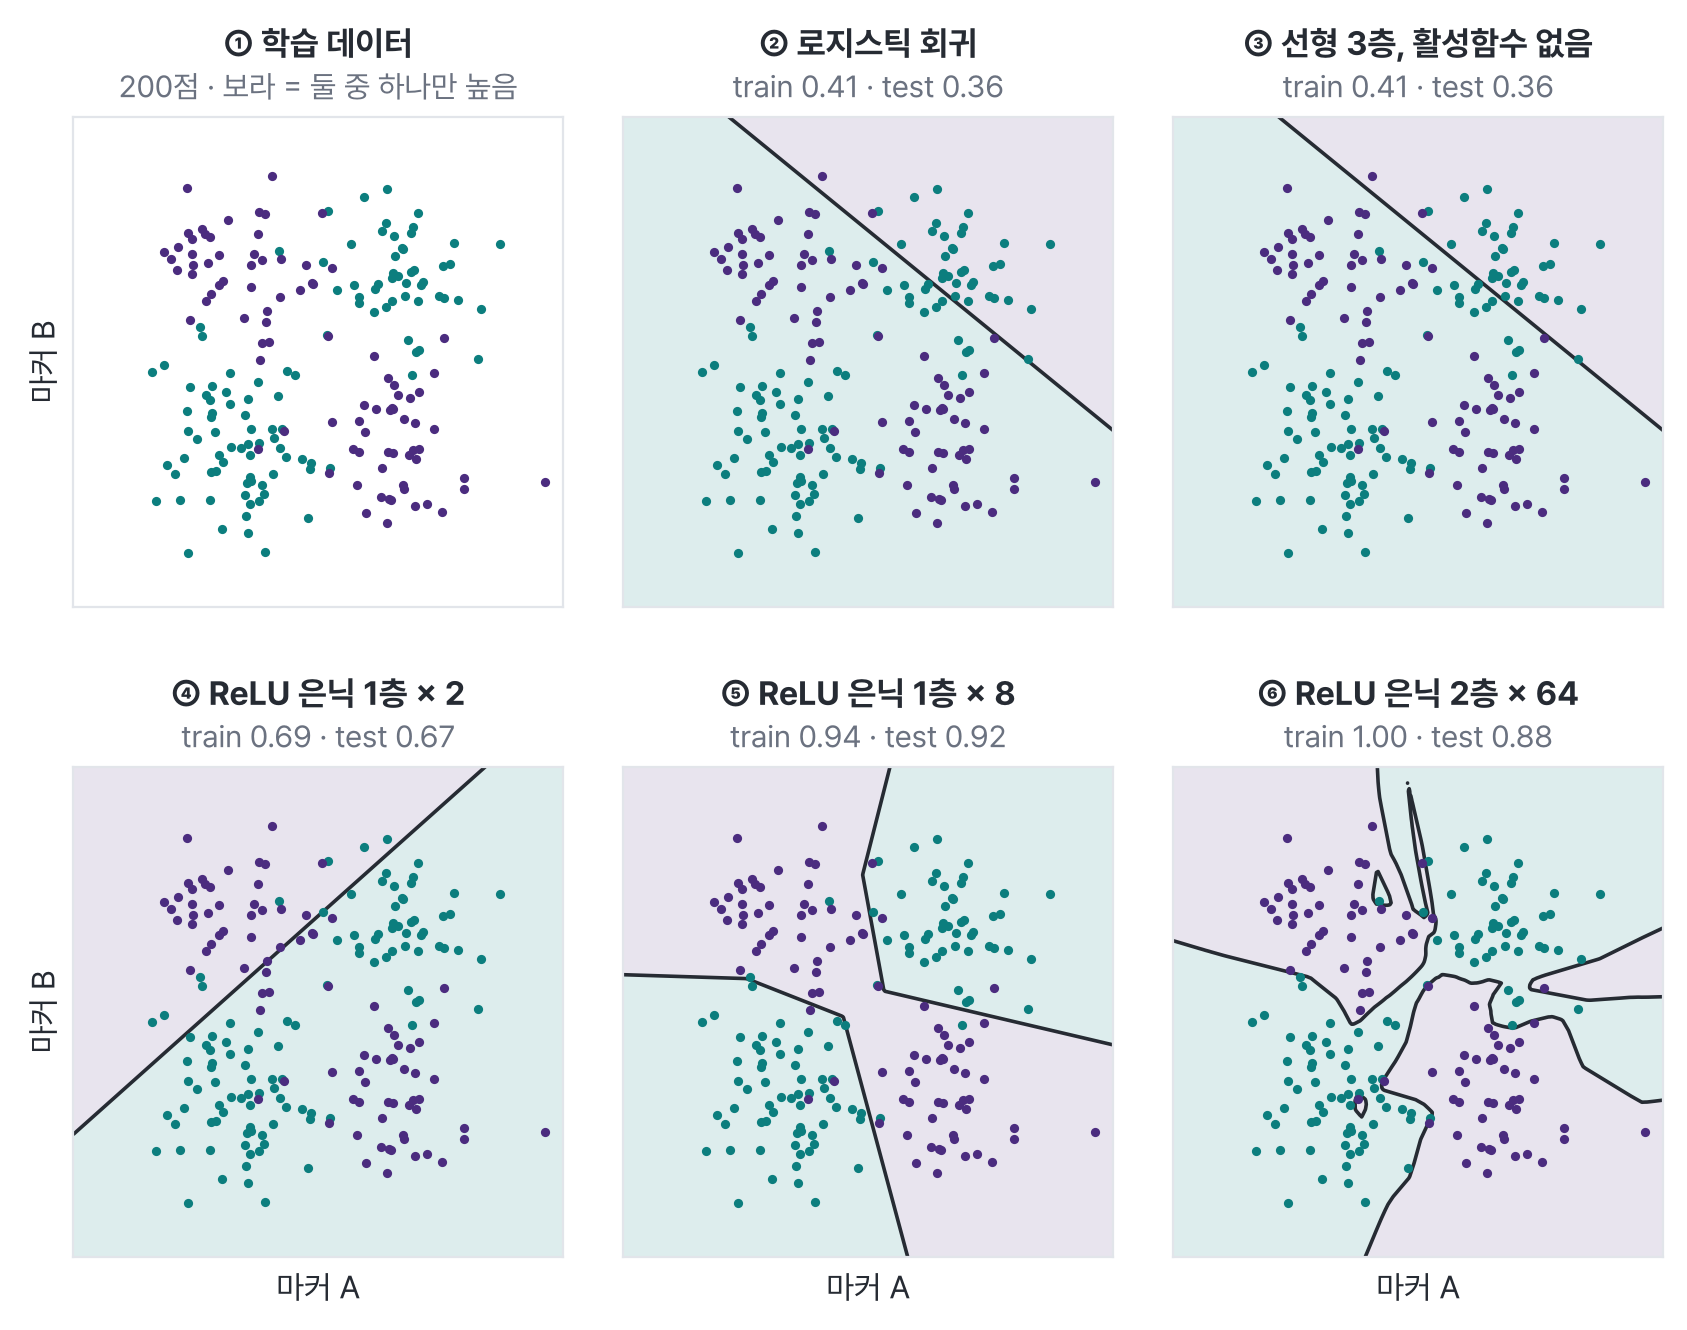 ① 학습 데이터
200점 · 보라 = 둘 중 하나만 높음
② 로지스틱 회귀
train 0.41 · test 0.36
③ 선형 3층, 활성함수 없음
train 0.41 · test 0.36
마커 B
④ ReLU 은닉 1층 × 2
train 0.69 · test 0.67
⑤ ReLU 은닉 1층 × 8
train 0.94 · test 0.92
⑥ ReLU 은닉 2층 × 64
train 1.00 · test 0.88
마커 B
마커 A
마커 A
마커 A